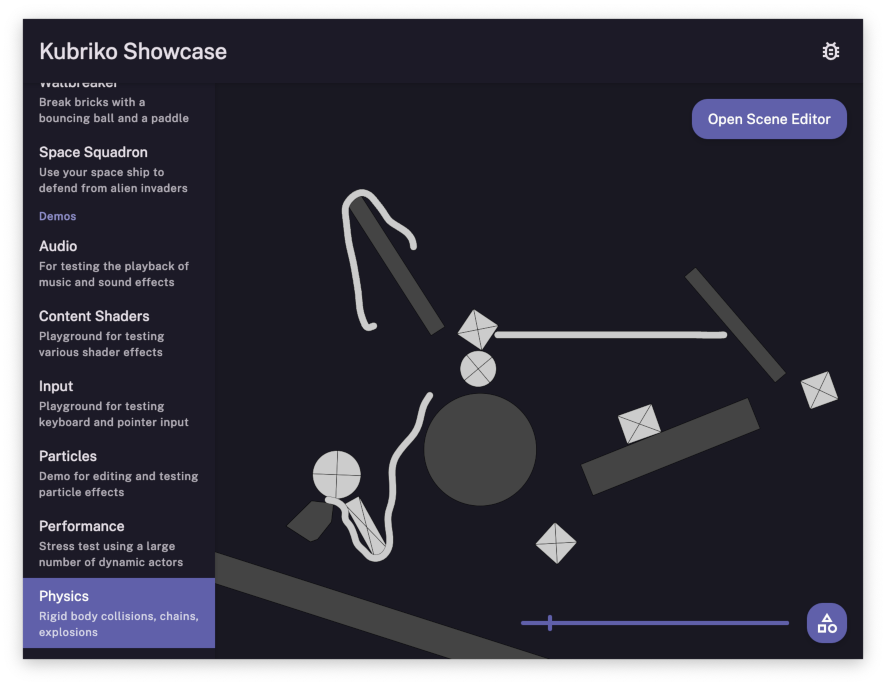 Kubriko Showcase
Wallbreaker
Break bricks with a
bouncing ball and a paddle
Space Squadron
Use your space ship to
defend from alien invaders
Demos
Audio
For testing the playback of
music and sound effects
Content Shaders
Playground for testing
various shader effects
Input
Playground for testing
keyboard and pointer input
Particles
Demo for editing and testing
particle effects
Performance
Stress test using a large
number of dynamic actors
Physics
Rigid body collisions, chains,
explosions
Open Scene Editor